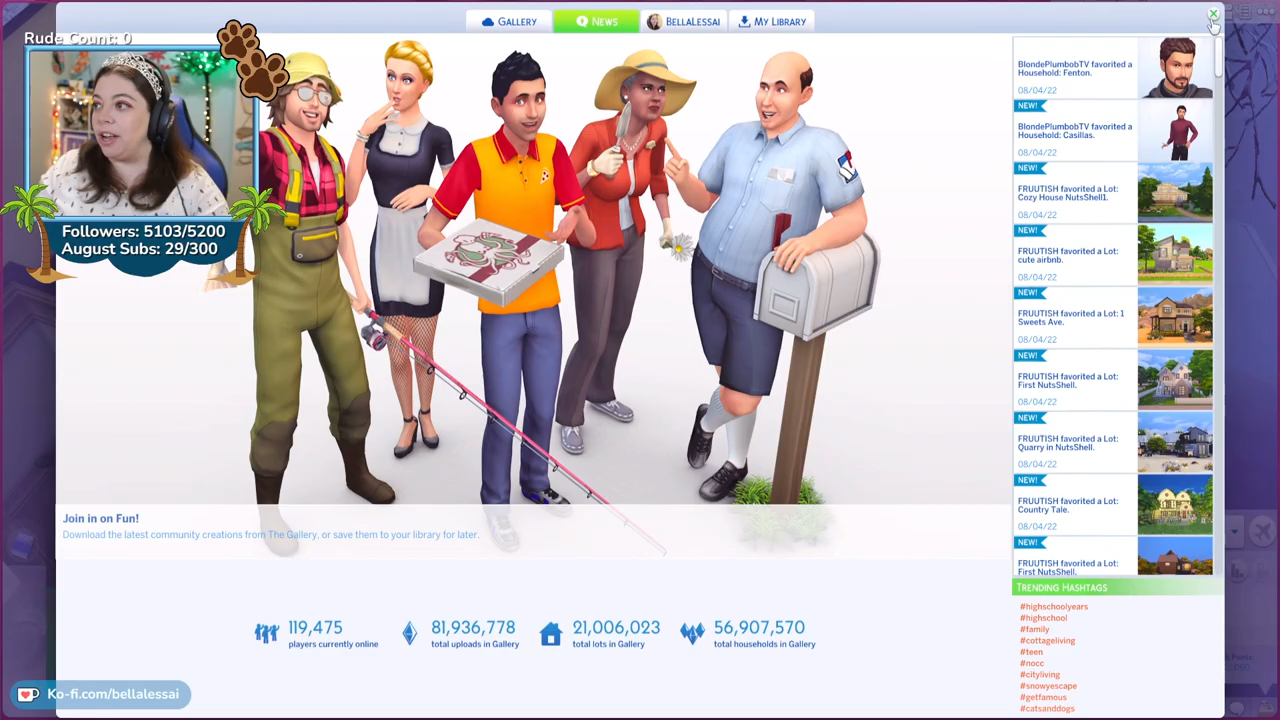 GALLERY
NEWS
BELLALESSAI
MY LIBRARY
Rude Count: 0
Followers: 5103/5200
August Subs: 29/300
BlondePlumbobTV favorited a
Household: Fenton.
08/04/22
NEW!
BlondePlumbobTV favorited a
Household: Casillas.
08/04/22
NEW!
FRUUTISH favorited a Lot:
Cozy House NutsShell1.
08/04/22
NEW!
FRUUTISH favorited a Lot:
cute airbnb.
08/04/22
NEW!
FRUUTISH favorited a Lot: 1
Sweets Ave.
08/04/22
NEW!
FRUUTISH favorited a Lot:
First NutsShell.
08/04/22
NEW!
FRUUTISH favorited a Lot:
Quarry in NutsShell.
08/04/22
NEW!
FRUUTISH favorited a Lot:
Country Tale.
08/04/22
NEW!
FRUUTISH favorited a Lot:
First NutsShell.
Join in on Fun!
Download the latest community creations from The Gallery, or save them to your library for later.
119,475
players currently online
81,936,778
total uploads in Gallery
21,006,023
total lots in Gallery
56,907,570
total households in Gallery
TRENDING HASHTAGS
#highschoolyears
#highschool
#family
#cottageliving
#teen
#nocc
#cityliving
#snowyescape
#getfamous
#catsanddogs
Ko-fi.com/bellalessai